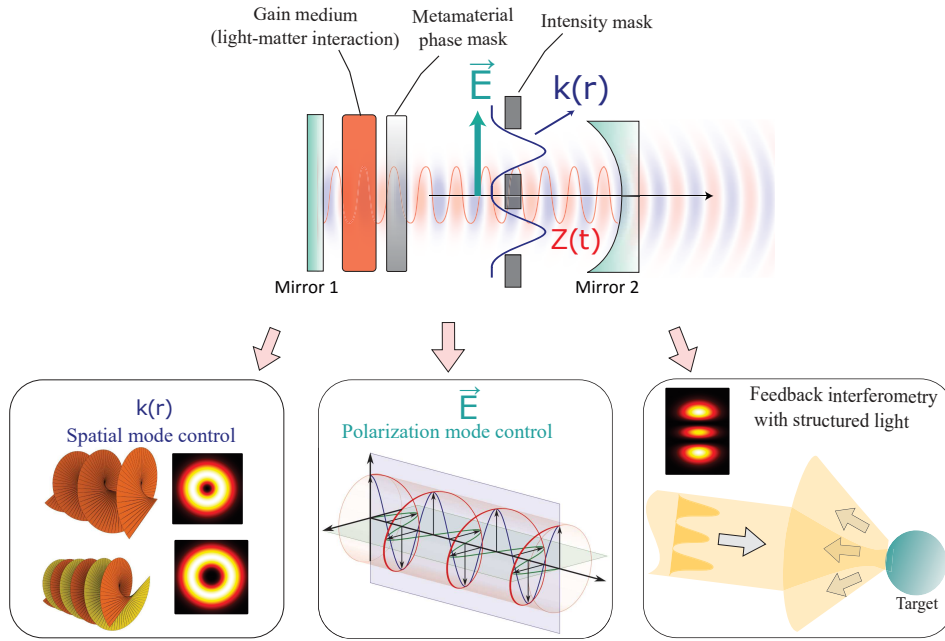 Gain medium
(light-matter interaction)
Metamaterial
phase mask
Intensity mask
E
k(r)
Z(t)
Mirror 1
Mirror 2
k(r)
Spatial mode control
E
Polarization mode control
Feedback interferometry
with structured light
Target